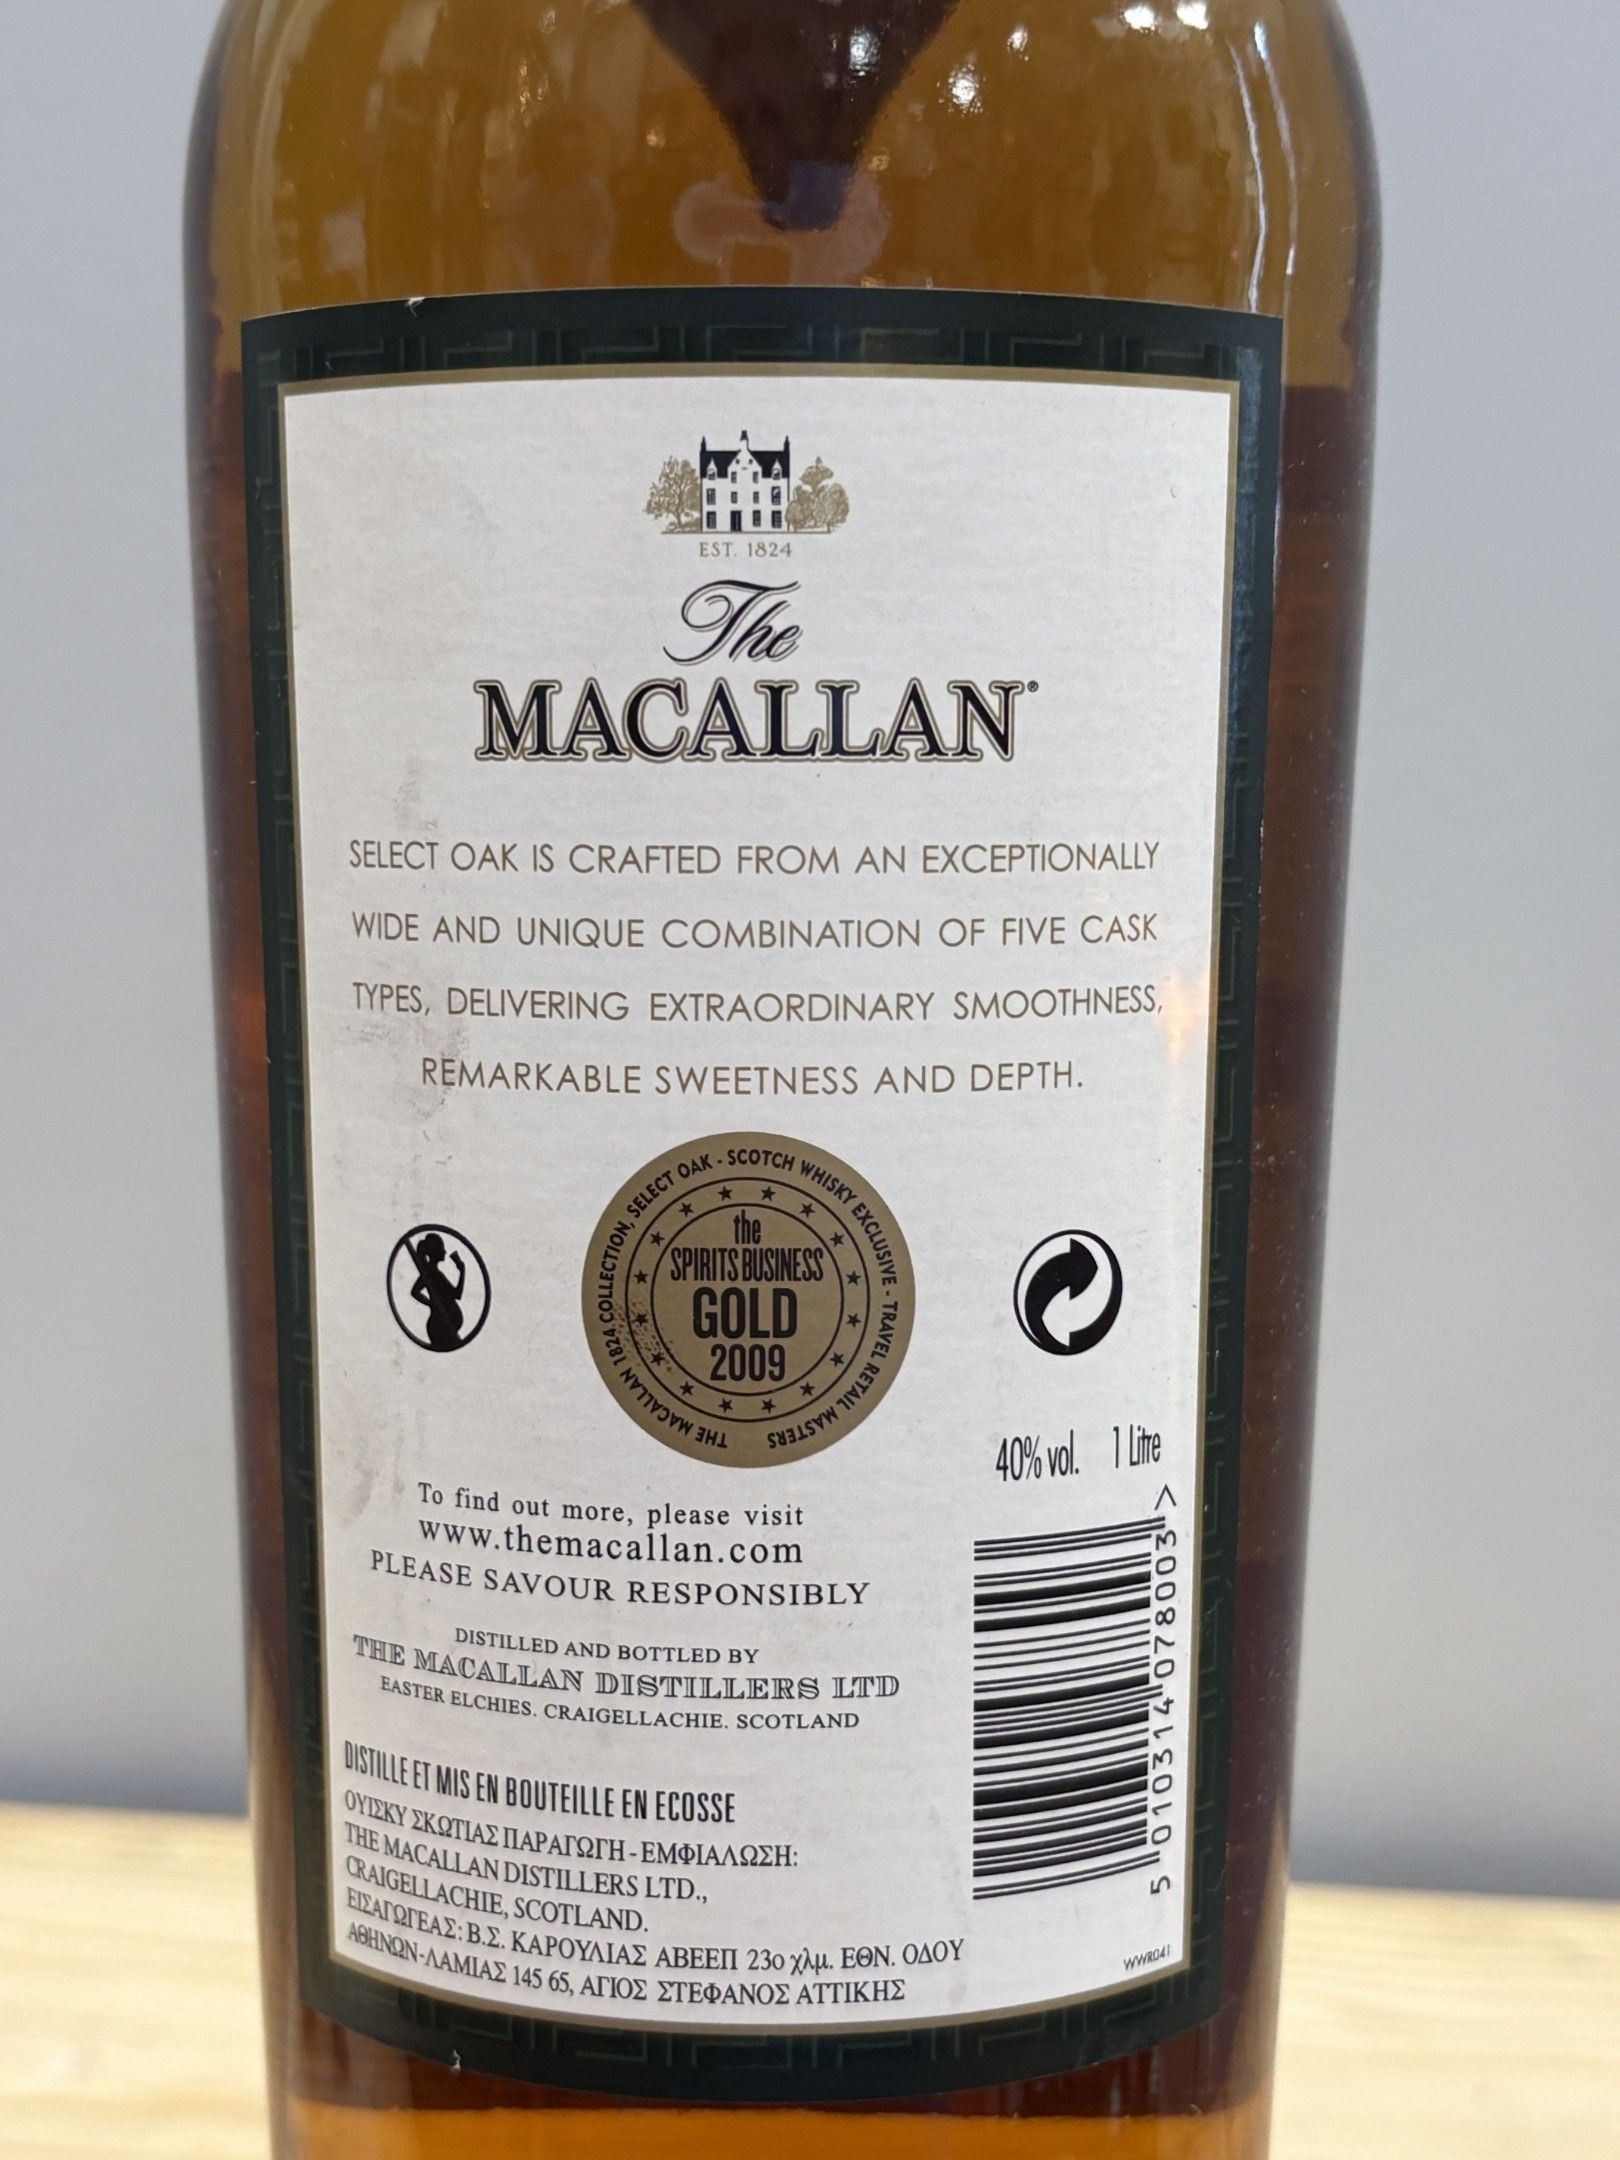 EST. 1824
The
MACALLAN®
SELECT OAK IS CRAFTED FROM AN EXCEPTIONALLY
WIDE AND UNIQUE COMBINATION OF FIVE CASK
TYPES, DELIVERING EXTRAORDINARY SMOOTHNESS,
REMARKABLE SWEETNESS AND DEPTH.
THE MACALLAN 1824 COLLECTION, SELECT OAK - SCOTCH WHISKY EXCLUSIVE - TRAVEL RETAIL MASTERS
the
SPIRITS BUSINESS
GOLD
2009
40% vol. 1 Litre
To find out more, please visit
www.themacallan.com
PLEASE SAVOUR RESPONSIBLY
DISTILLED AND BOTTLED BY
THE MACALLAN DISTILLERS LTD
EASTER ELCHIES. CRAIGELLACHIE. SCOTLAND
DISTILLE ET MIS EN BOUTEILLE EN ECOSSE
ΟΥΙΣΚΥ ΣΚΩΤΙΑΣ ΠΑΡΑΓΩΓΗ - ΕΜΦΙΑΛΩΣΗ:
THE MACALLAN DISTILLERS LTD.,
CRAIGELLACHIE, SCOTLAND.
ΕΙΣΑΓΩΓΕΑΣ: Β.Σ. ΚΑΡΟΥΛΙΑΣ ΑΒΕΕΠ 23ο χλμ. ΕΘΝ. ΟΔΟΥ
ΑΘΗΝΩΝ-ΛΑΜΙΑΣ 145 65, ΑΓΙΟΣ ΣΤΕΦΑΝΟΣ ΑΤΤΙΚΗΣ
5 010314 078003 >
WWR041